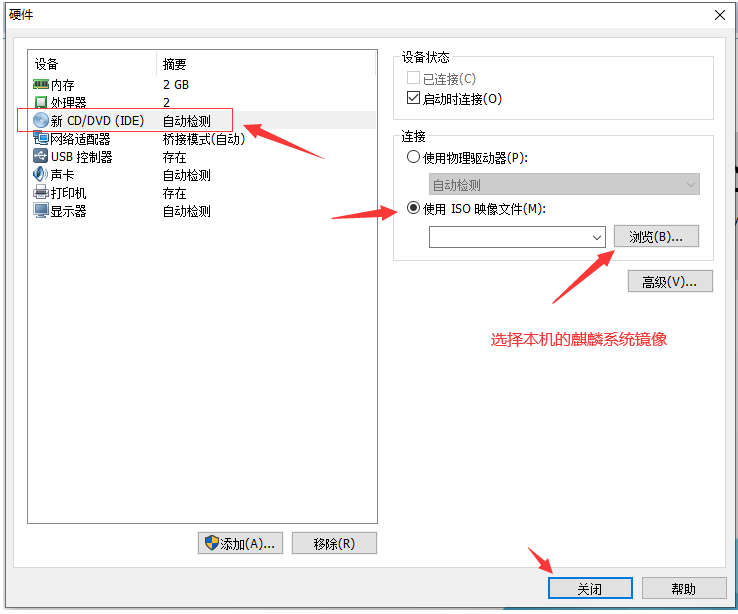 硬件
设备 摘要
内存 2 GB
处理器 2
新 CD/DVD (IDE) 自动检测
网络适配器 桥接模式(自动)
USB 控制器 存在
声卡 自动检测
打印机 存在
显示器 自动检测
添加(A)... 移除(R)
设备状态
已连接(C)
启动时连接(O)
连接
使用物理驱动器(P):
自动检测
使用 ISO 映像文件(M):
浏览(B)...
高级(V)...
选择本机的麒麟系统镜像
关闭 帮助